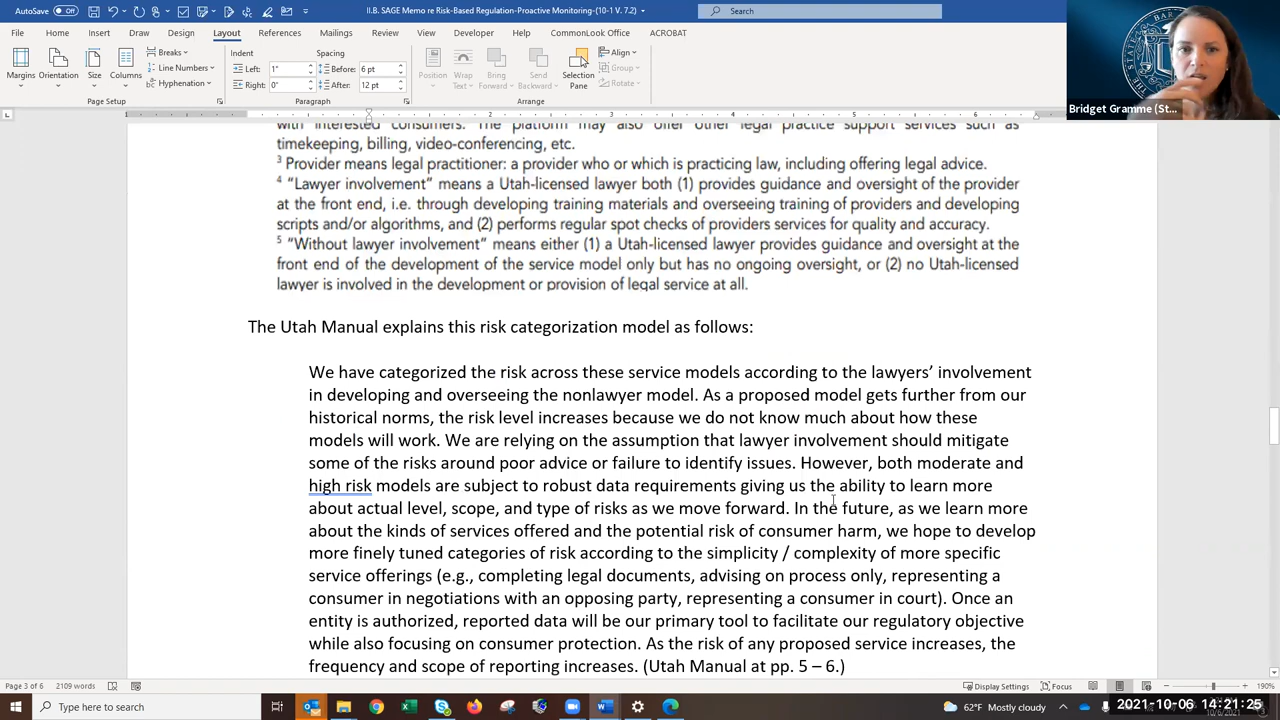 AutoSave Off II.B. SAGE Memo re Risk-Based Regulation-Proactive Monitoring-(10-1 V. 7.2) Search
File Home Insert Draw Design Layout References Mailings Review View Developer Help CommonLook Office ACROBAT
Margins Orientation Size Columns Breaks Line Numbers Hyphenation
Indent Left: 1" Right: 0"
Spacing Before: 6 pt After: 12 pt
Position Wrap Text Bring Forward Send Backward Selection Pane Align Group Rotate
Page Setup Paragraph Arrange
Bridget Gramme (St...
with interested consumers. The platform may also offer other legal practice support services such as
timekeeping, billing, video-conferencing, etc.
3 Provider means legal practitioner: a provider who or which is practicing law, including offering legal advice.
4 "Lawyer involvement" means a Utah-licensed lawyer both (1) provides guidance and oversight of the provider
at the front end, i.e. through developing training materials and overseeing training of providers and developing
scripts and/or algorithms, and (2) performs regular spot checks of providers services for quality and accuracy.
5 "Without lawyer involvement" means either (1) a Utah-licensed lawyer provides guidance and oversight at the
front end of the development of the service model only but has no ongoing oversight, or (2) no Utah-licensed
lawyer is involved in the development or provision of legal service at all.
The Utah Manual explains this risk categorization model as follows:
We have categorized the risk across these service models according to the lawyers' involvement
in developing and overseeing the nonlawyer model. As a proposed model gets further from our
historical norms, the risk level increases because we do not know much about how these
models will work. We are relying on the assumption that lawyer involvement should mitigate
some of the risks around poor advice or failure to identify issues. However, both moderate and
high risk models are subject to robust data requirements giving us the ability to learn more
about actual level, scope, and type of risks as we move forward. In the future, as we learn more
about the kinds of services offered and the potential risk of consumer harm, we hope to develop
more finely tuned categories of risk according to the simplicity / complexity of more specific
service offerings (e.g., completing legal documents, advising on process only, representing a
consumer in negotiations with an opposing party, representing a consumer in court). Once an
entity is authorized, reported data will be our primary tool to facilitate our regulatory objective
while also focusing on consumer protection. As the risk of any proposed service increases, the
frequency and scope of reporting increases. (Utah Manual at pp. 5 – 6.)
Page 3 of 6 2109 words Display Settings Focus 190%
Type here to search 62°F Mostly cloudy 2021-10-06 14:21:25